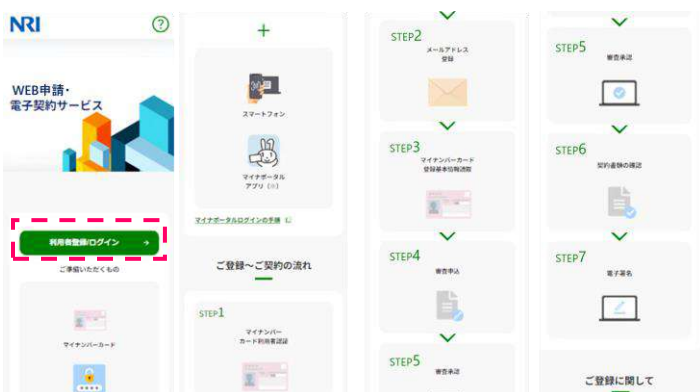 NRI
?
WEB申請・
電子契約サービス
利用者登録/ログイン →
ご準備いただくもの
マイナンバーカード
+
スマートフォン
マイナポータル
アプリ（※）
マイナポータルログインの手順
ご登録～ご契約の流れ
STEP1
マイナンバー
カード利用者認証
STEP2
メールアドレス
登録
STEP3
マイナンバーカード
登録基本情報連携
STEP4
審査申込
STEP5
審査承認
STEP5
審査承認
STEP6
契約書類の確認
STEP7
電子署名
ご登録に関して